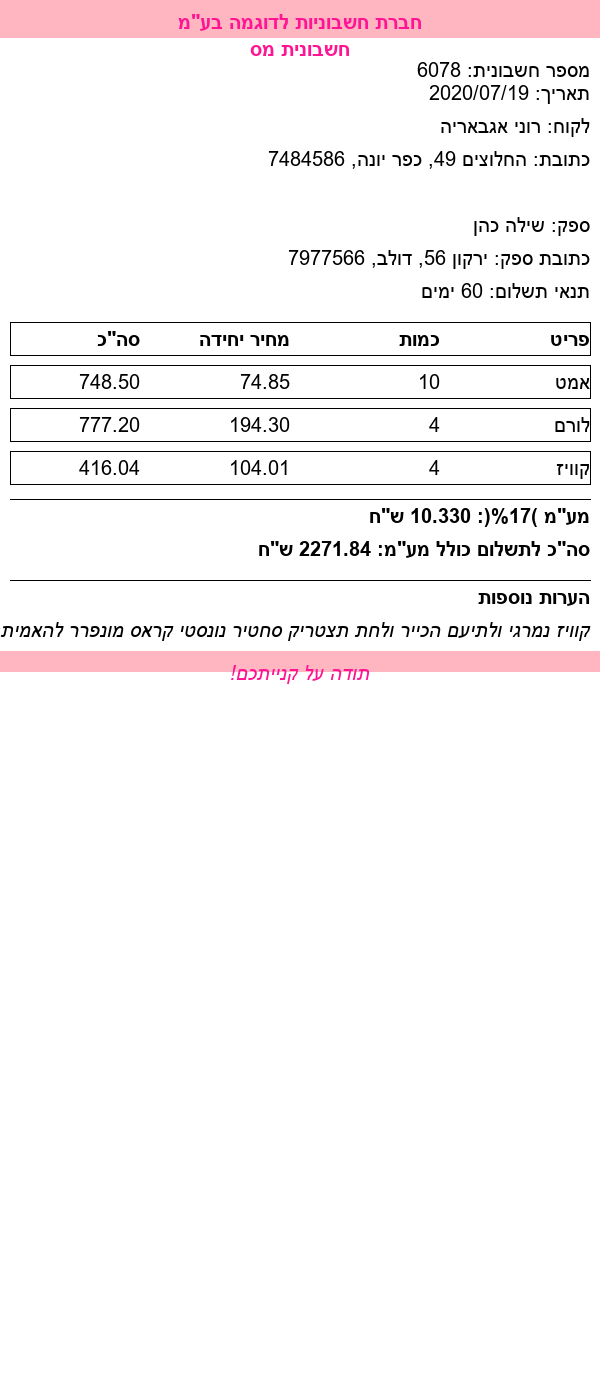 חברת חשבוניות לדוגמה בע"מ
חשבונית מס
מספר חשבונית: 6078
תאריך: 2020/07/19
לקוח: רוני אגבאריה
כתובת: החלוצים 49, כפר יונה, 7484586
ספק: שילה כהן
כתובת ספק: ירקון 56, דולב, 7977566
תנאי תשלום: 60 ימים
פריט כמות מחיר יחידה סה"כ
אמט 10 74.85 748.50
לורם 4 194.30 777.20
קוויז 4 104.01 416.04
מע"מ )17%(: 10.330 ש"ח
סה"כ לתשלום כולל מע"מ: 2271.84 ש"ח
הערות נוספות
קוויז נמרגי ולתיעם הכייר ולחת תצטריק סחטיר נונסטי קראס מונפרר להאמית
תודה על קנייתכם!